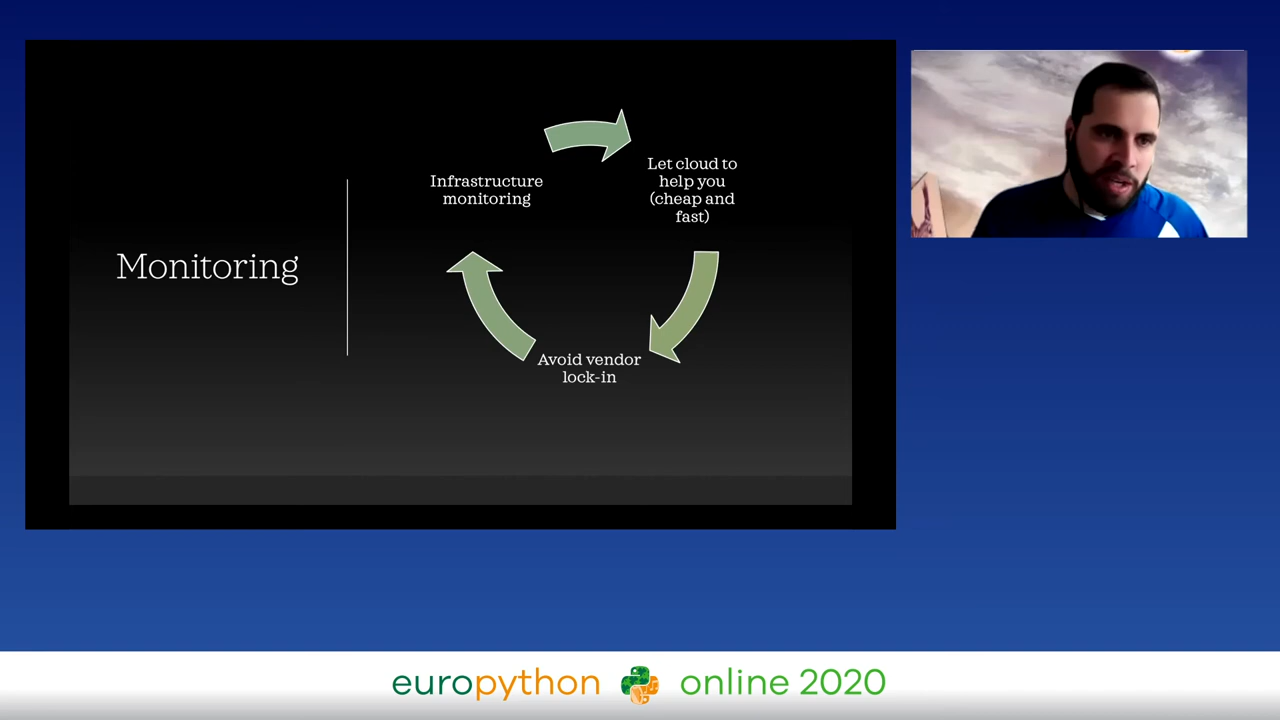 Monitoring
Infrastructure
monitoring
Let cloud to
help you
(cheap and
fast)
Avoid vendor
lock-in
europython online 2020